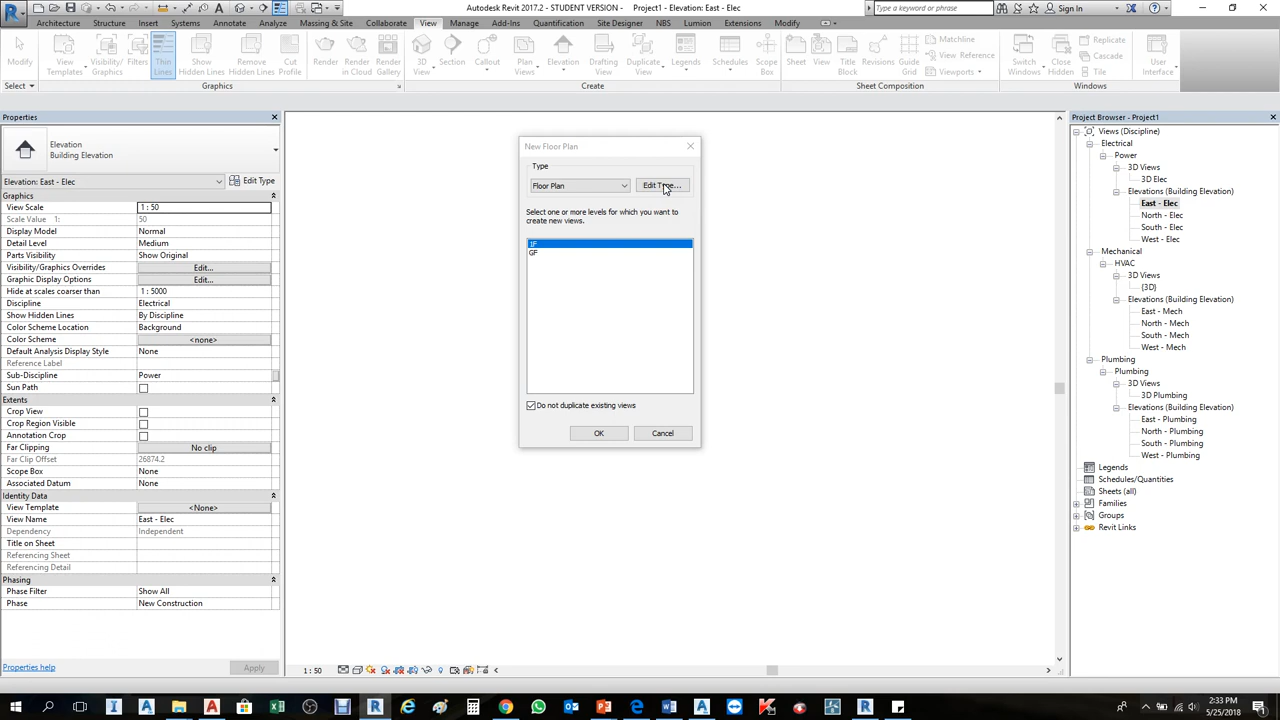 Autodesk Revit 2017.2 - STUDENT VERSION - Project1 - Elevation: East - Elec
Type a keyword or phrase
Sign In
Architecture Structure Insert Systems Annotate Analyze Massing & Site Collaborate View Manage Add-Ins Quantification Site Designer NBS Lumion Extensions Modify
Modify
View Templates
Visibility/ Graphics
Filters
Thin Lines
Show Hidden Lines
Remove Hidden Lines
Cut Profile
Render
Render in Cloud
Render Gallery
3D View
Section
Callout
Plan Views
Elevation
Drafting View
Duplicate View
Legends
Schedules
Scope Box
Sheet
View
Title Block
Revisions
Guide Grid
Matchline
View Reference
Viewports
Switch Windows
Close Hidden
Replicate
Cascade
Tile
User Interface
Select Graphics Create Sheet Composition Windows
Properties
Elevation
Building Elevation
Elevation: East - Elec Edit Type
Graphics
View Scale 1 : 50
Scale Value 1: 50
Display Model Normal
Detail Level Medium
Parts Visibility Show Original
Visibility/Graphics Overrides Edit...
Graphic Display Options Edit...
Hide at scales coarser than 1 : 5000
Discipline Electrical
Show Hidden Lines By Discipline
Color Scheme Location Background
Color Scheme <none>
Default Analysis Display Style None
Reference Label
Sub-Discipline Power
Sun Path
Extents
Crop View
Crop Region Visible
Annotation Crop
Far Clipping No clip
Far Clip Offset 26874.2
Scope Box None
Associated Datum None
Identity Data
View Template <None>
View Name East - Elec
Dependency Independent
Title on Sheet
Referencing Sheet
Referencing Detail
Phasing
Phase Filter Show All
Phase New Construction
Properties help Apply
New Floor Plan
Type
Floor Plan Edit Type...
Select one or more levels for which you want to
create new views.
1F
GF
Do not duplicate existing views
OK Cancel
1 : 50
Project Browser - Project1
Views (Discipline)
Electrical
Power
3D Views
3D Elec
Elevations (Building Elevation)
East - Elec
North - Elec
South - Elec
West - Elec
Mechanical
HVAC
3D Views
{3D}
Elevations (Building Elevation)
East - Mech
North - Mech
South - Mech
West - Mech
Plumbing
Plumbing
3D Views
3D Plumbing
Elevations (Building Elevation)
East - Plumbing
North - Plumbing
South - Plumbing
West - Plumbing
Legends
Schedules/Quantities
Sheets (all)
Families
Groups
Revit Links
2:33 PM
5/25/2018